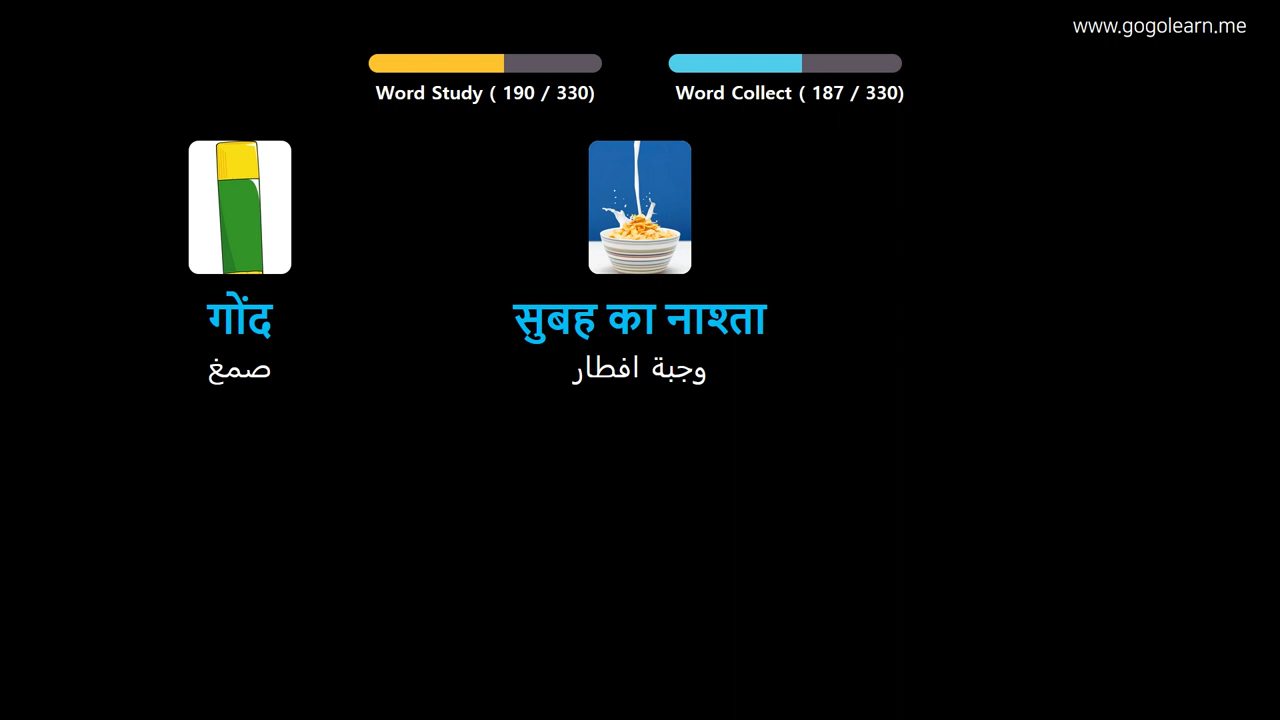 www.gogolearn.me
Word Study ( 190 / 330)
Word Collect ( 187 / 330)
गोंद
صمغ
सुबह का नाश्ता
وجبة افطار